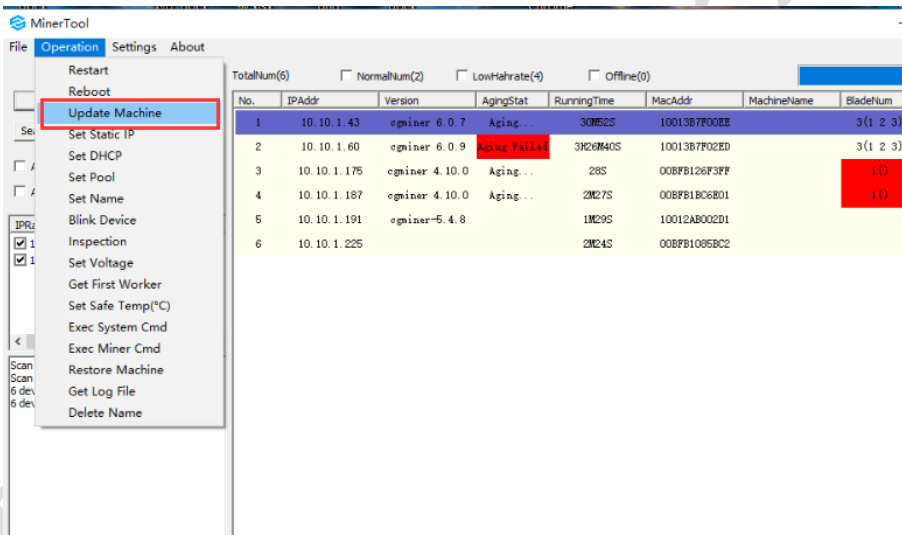 MinerTool
File Operation Settings About
Restart
Reboot
Update Machine
Set Static IP
Set DHCP
Set Pool
Set Name
Blink Device
Inspection
Set Voltage
Get First Worker
Set Safe Temp(°C)
Exec System Cmd
Exec Miner Cmd
Restore Machine
Get Log File
Delete Name
Scan
Scan
6 dev
6 dev
TotalNum(6) NormalNum(2) LowHahrate(4) Offline(0)
No. IPAddr Version AgingStat RunningTime MacAddr MachineName BladeNum
1 10.10.1.43 cgminer 6.0.7 Aging... 30M52S 10013B7F00EE 3(1 2 3)
2 10.10.1.60 cgminer 6.0.9 Aging Failed 3H26M40S 10013B7F02ED 3(1 2 3)
3 10.10.1.175 cgminer 4.10.0 Aging... 28S 00BFB126F3FF 1()
4 10.10.1.187 cgminer 4.10.0 Aging... 2M27S 00BFB1BC6E01 1()
5 10.10.1.191 cgminer-5.4.8 1M29S 10012AB002D1
6 10.10.1.225 2M24S 00BFB1085BC2